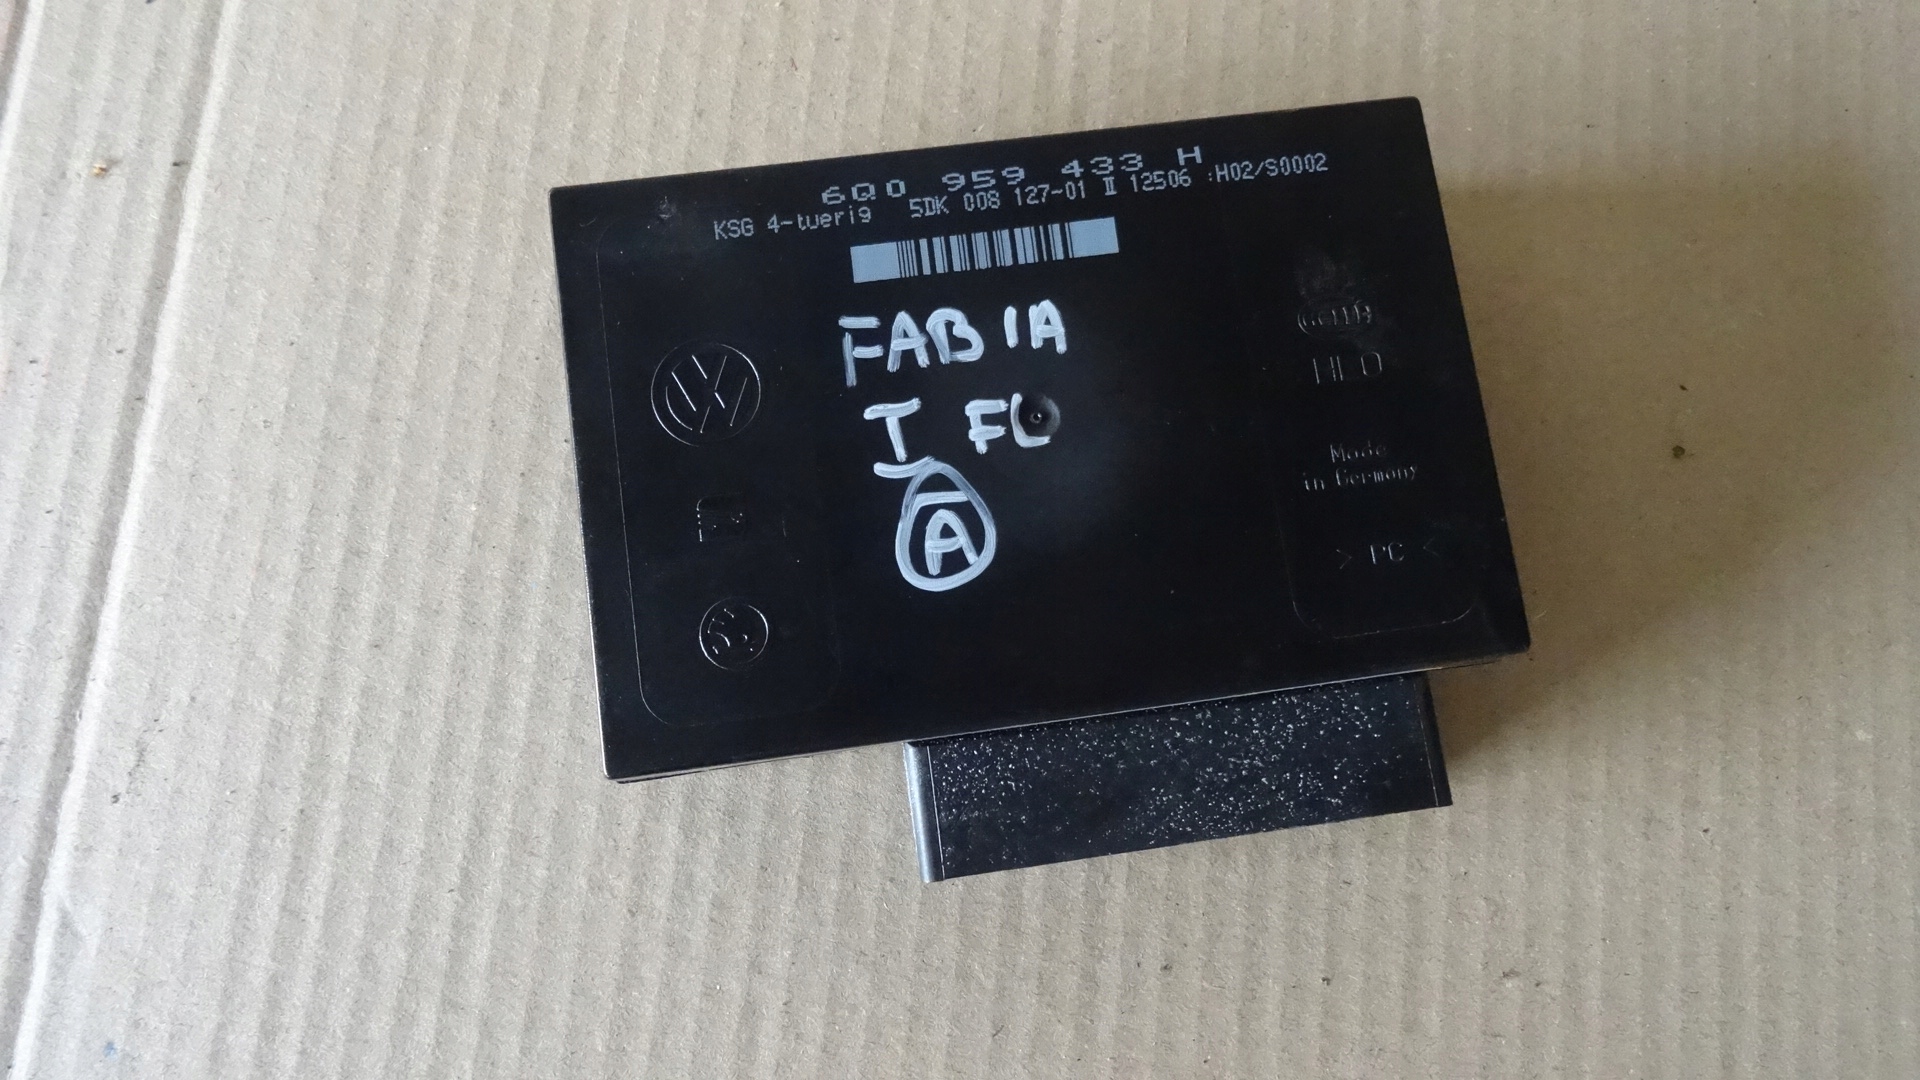 6Q0 959 433 H
KSG 4-tuerig 5DK 008 127-01 II 12506 :H02/S0002
FABIA
I FL
A
Made
in Germany
> PC <